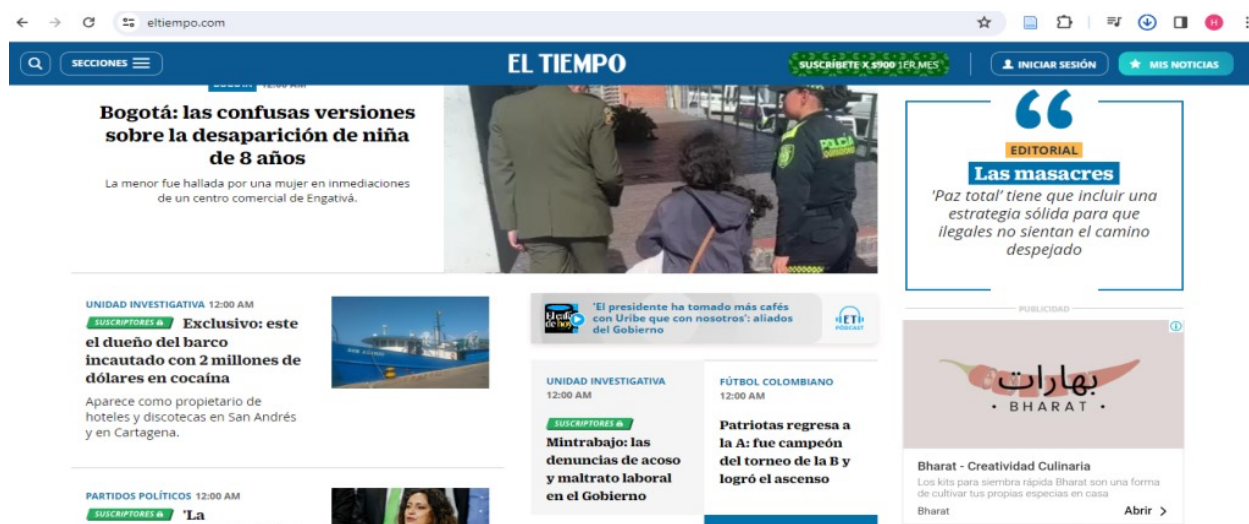 eltiempo.com
H
SECCIONES
EL TIEMPO
SUSCRÍBETE X $900 1ER MES
INICIAR SESIÓN
MIS NOTICIAS
12:00 AM
Bogotá: las confusas versiones
sobre la desaparición de niña
de 8 años
La menor fue hallada por una mujer en inmediaciones
de un centro comercial de Engativá.
POLICÍA
EDITORIAL
Las masacres
'Paz total' tiene que incluir una
estrategia sólida para que
ilegales no sientan el camino
despejado
UNIDAD INVESTIGATIVA 12:00 AM
SUSCRIPTORES Exclusivo: este
el dueño del barco
incautado con 2 millones de
dólares en cocaína
Aparece como propietario de
hoteles y discotecas en San Andrés
y en Cartagena.
PARTIDOS POLÍTICOS 12:00 AM
SUSCRIPTORES 'La
El café
de hoy
'El presidente ha tomado más cafés
con Uribe que con nosotros': aliados
del Gobierno
ET
PÓDCAST
UNIDAD INVESTIGATIVA
12:00 AM
SUSCRIPTORES
Mintrabajo: las
denuncias de acoso
y maltrato laboral
en el Gobierno
FÚTBOL COLOMBIANO
12:00 AM
Patriotas regresa a
la A: fue campeón
del torneo de la B y
logró el ascenso
PUBLICIDAD
بهارات
• BHARAT •
Bharat - Creatividad Culinaria
Los kits para siembra rápida Bharat son una forma
de cultivar tus propias especias en casa
Bharat
Abrir >